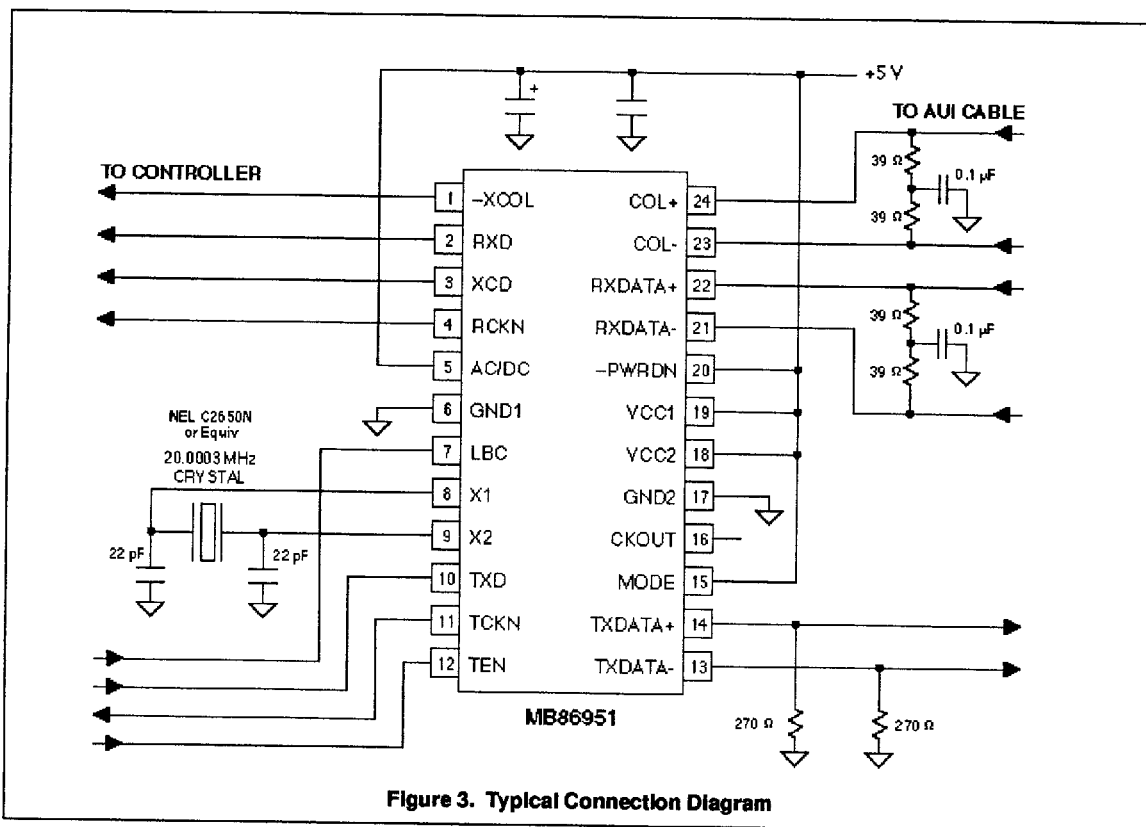 +5 V
TO AUI CABLE
+
TO CONTROLLER
39 Ω
0.1 µF
39 Ω
1 –XCOL COL+ 24
2 RXD COL- 23
3 XCD RXDATA+ 22
4 RCKN RXDATA- 21
5 AC/DC –PWRDN 20
6 GND1 VCC1 19
7 LBC VCC2 18
8 X1 GND2 17
9 X2 CKOUT 16
10 TXD MODE 15
11 TCKN TXDATA+ 14
12 TEN TXDATA- 13
39 Ω
0.1 µF
39 Ω
NEL C2650N
or Equiv
20.0003 MHz
CRYSTAL
22 pF
22 pF
MB86951
270 Ω
270 Ω
Figure 3. Typical Connection Diagram